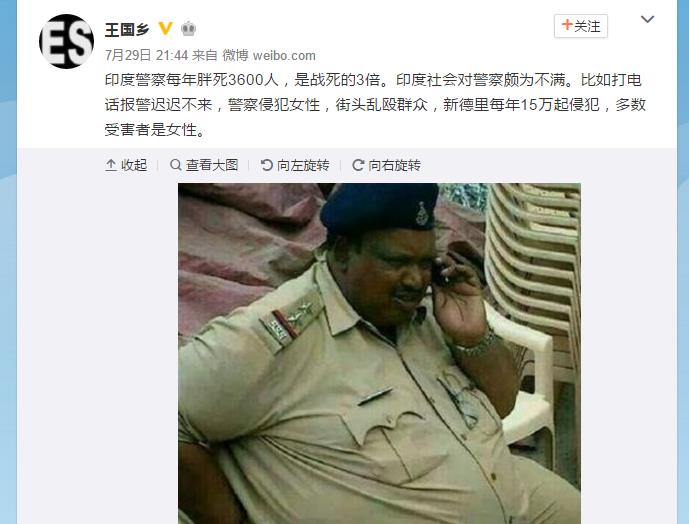 ES
王国乡
+关注
7月29日 21:44 来自 微博 weibo.com
印度警察每年胖死3600人，是战死的3倍。印度社会对警察颇为不满。比如打电
话报警迟迟不来，警察侵犯女性，街头乱殴群众，新德里每年15万起侵犯，多数
受害者是女性。
收起 查看大图 向左旋转 向右旋转